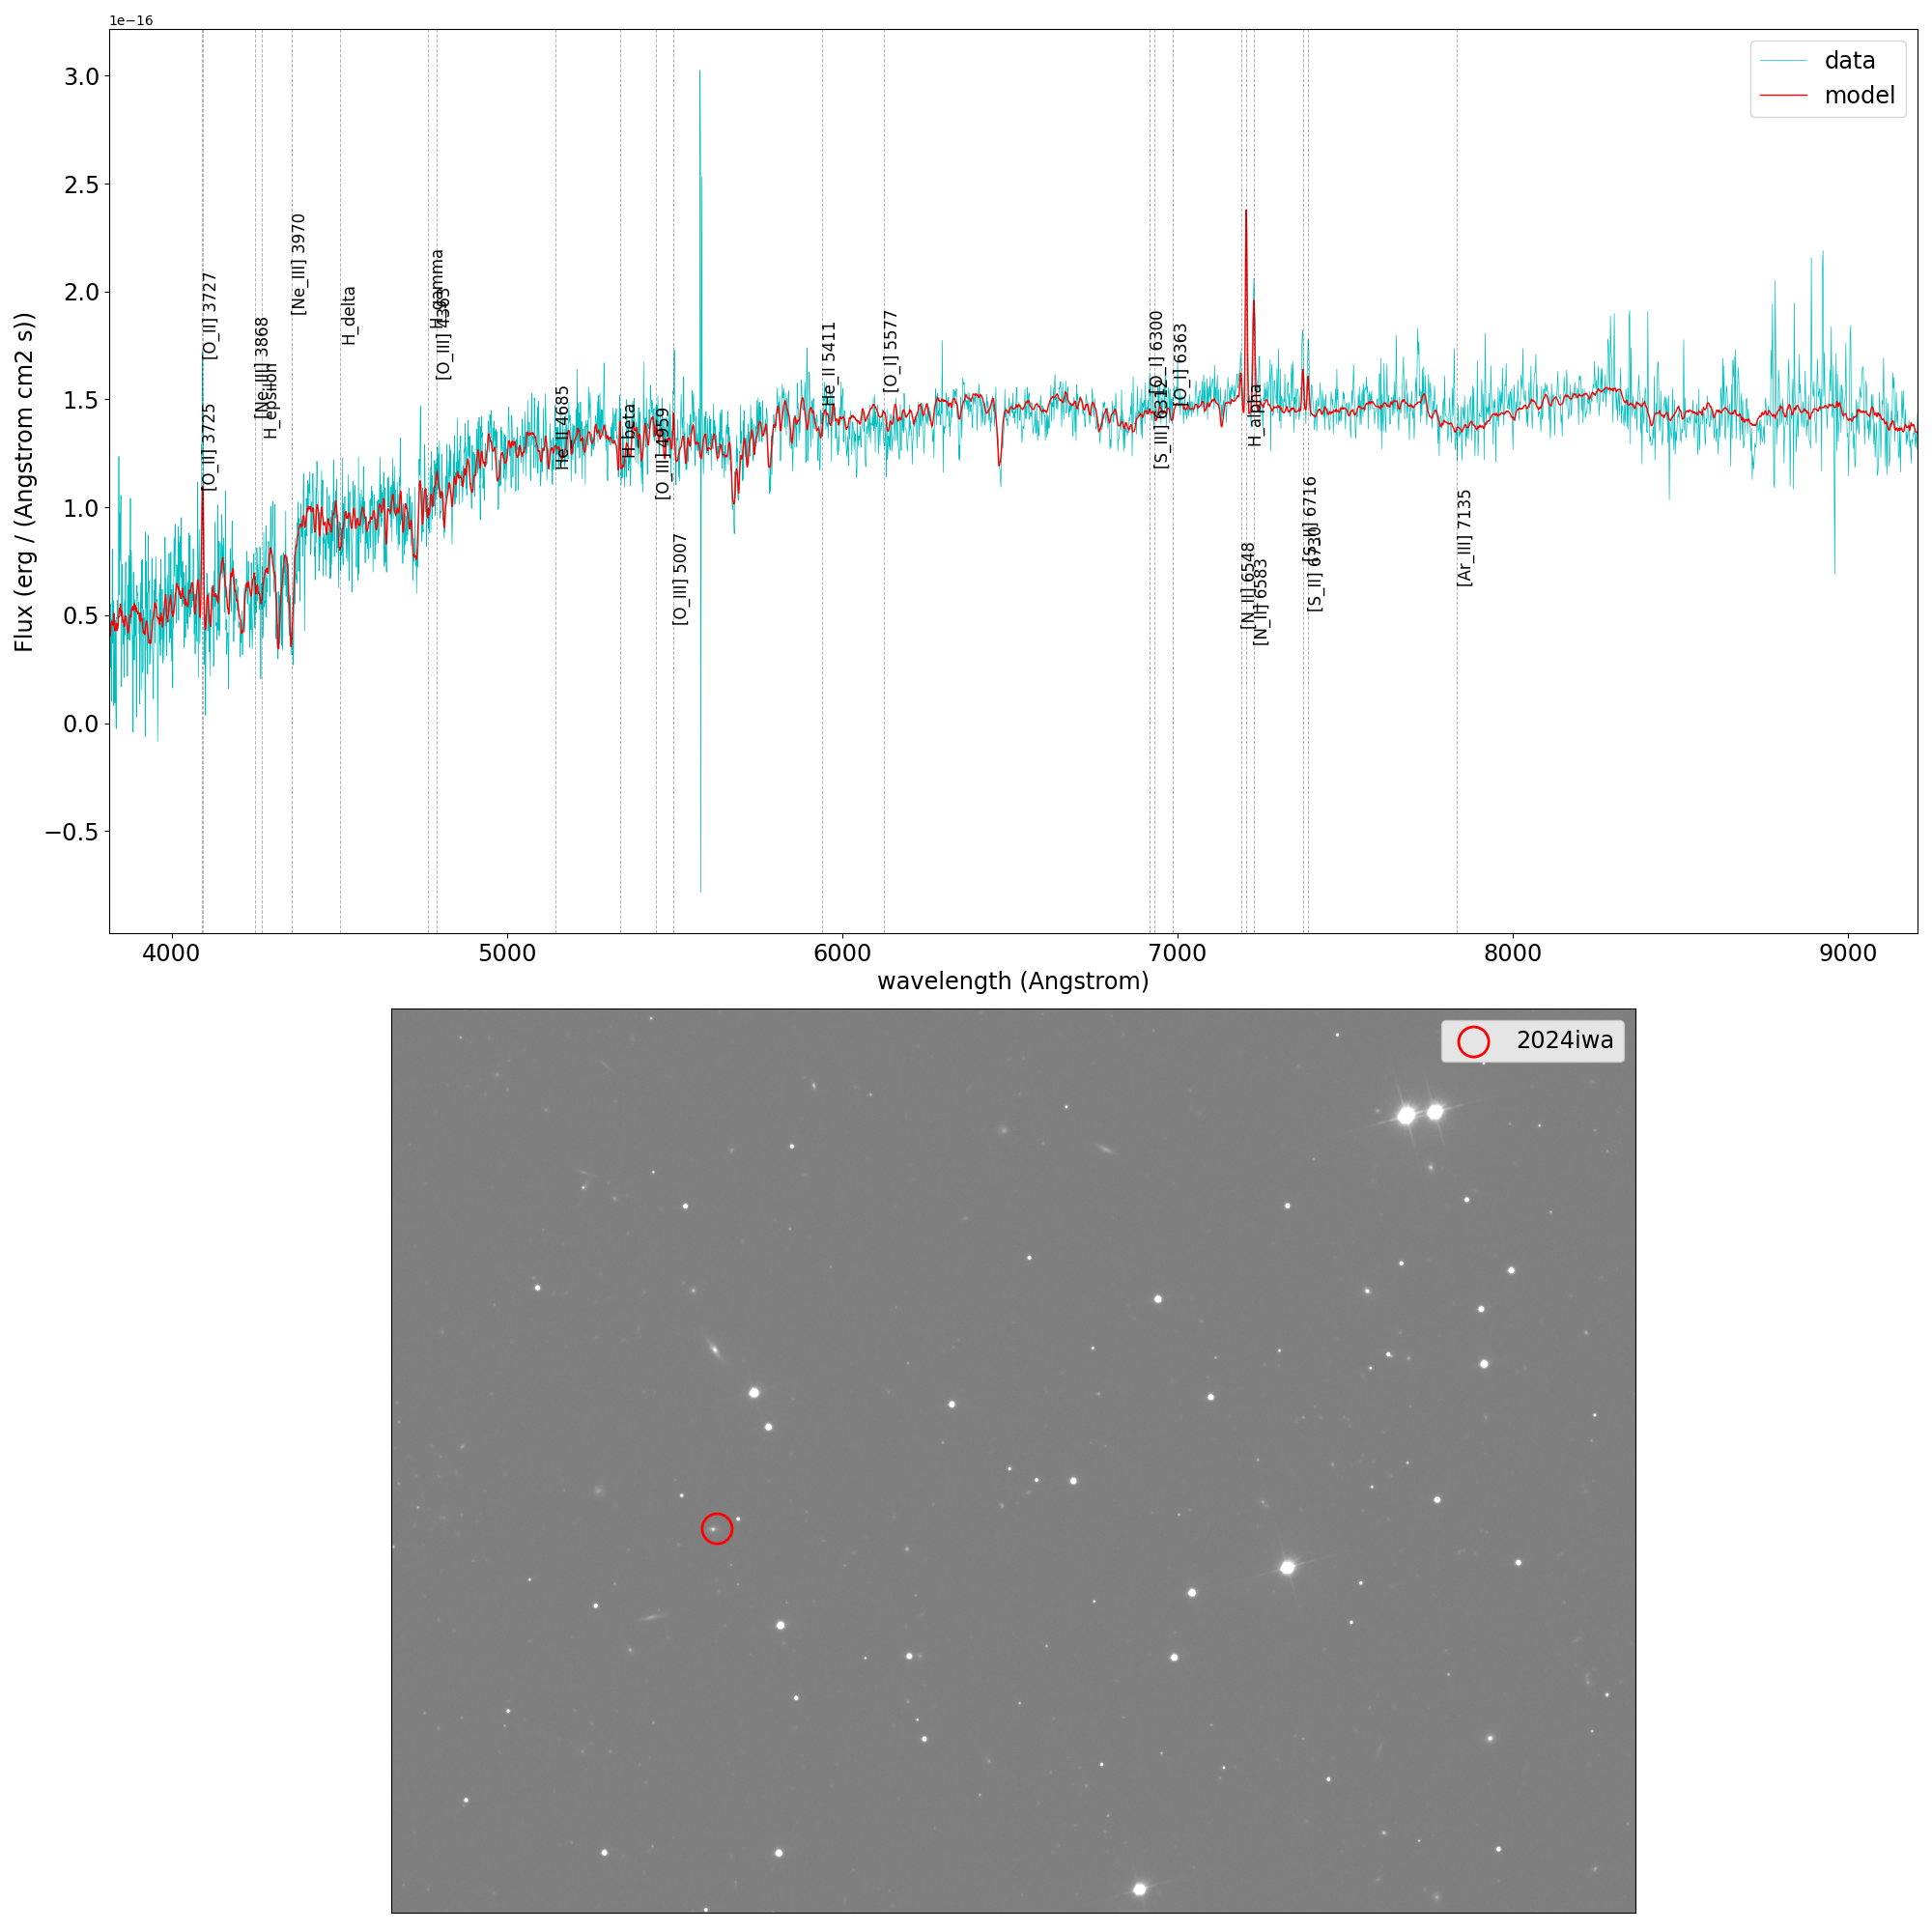 1e−16
data
model
3.0
2.5
2.0
1.5
1.0
0.5
0.0
−0.5
Flux (erg / (Angstrom cm2 s))
[O_II] 3727
[O_II] 3725
[Ne_III] 3868
H_epsilon
[Ne_III] 3970
H_delta
H_gamma
[O_III] 4363
He_II 4685
H_beta
[O_III] 4959
[O_III] 5007
He_II 5411
[O_I] 5577
[O_I] 6300
[S_III] 6312
[O_I] 6363
[N_II] 6548
H_alpha
[N_II] 6583
[S_II] 6716
[S_II] 6730
[Ar_III] 7135
4000
5000
6000
7000
8000
9000
wavelength (Angstrom)
2024iwa